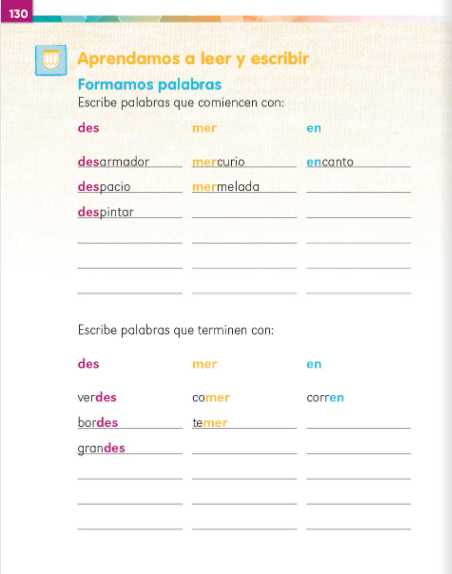 130
Aprendamos a leer y escribir
Formamos palabras
Escribe palabras que comiencen con:
des mer en
desarmador mercurio encanto
despacio mermelada
despintar
Escribe palabras que terminen con:
des mer en
verdes comer corren
bordes temer
grandes